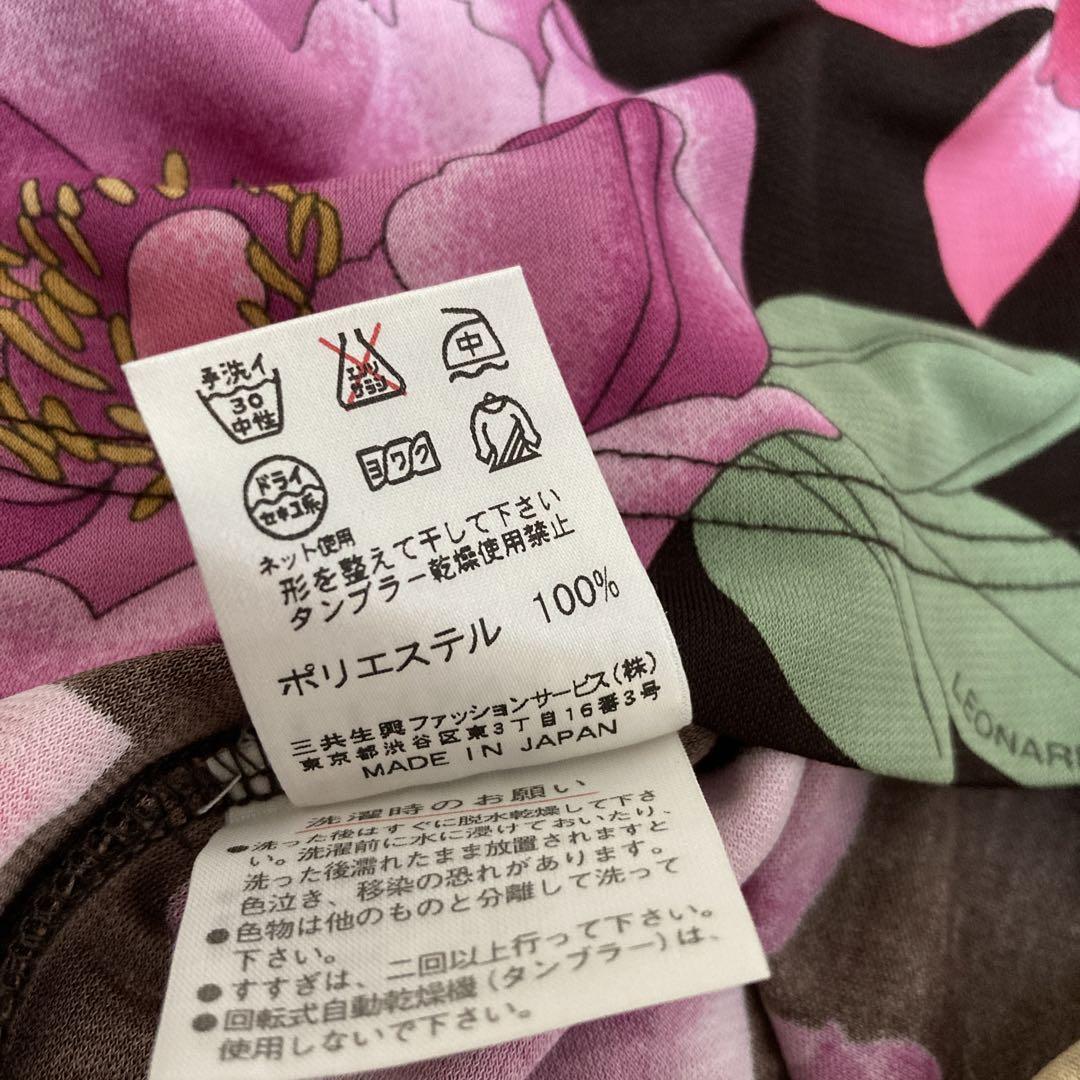 手洗イ
30
中性
エンソ
サラシ
中
ドライ
セキユ系
ヨワク
ネット使用
形を整えて干して下さい
タンブラー乾燥使用禁止
ポリエステル 100%
三共生興ファッションサービス(株)
東京都渋谷区東3丁目16番3号
MADE IN JAPAN
洗濯時のお願い
●洗った後はすぐに脱水乾燥して下さ
い。洗濯前に水に浸けておいたり、
洗った後濡れたまま放置されますと
色泣き、移染の恐れがあります。
●色物は他のものと分離して洗って
下さい。
●すすぎは、二回以上行って下さい。
●回転式自動乾燥機(タンブラー)は、
使用しないで下さい。
LEONAR